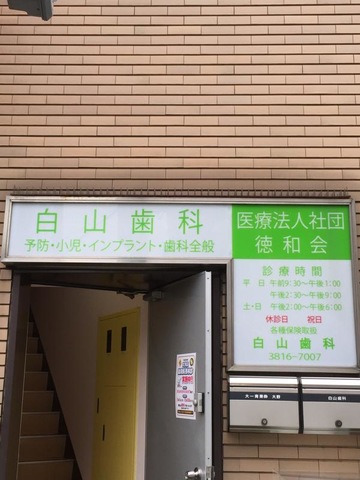 白山歯科
予防・小児・インプラント・歯科全般
医療法人社団
徳和会
診療時間
平 日 午前9:30〜午後1:00
午後2:30〜午後9:00
土・日 午後2:00〜午後6:00
休診日 祝日
各種保険取扱
白山歯科
3816-7007
白山歯科